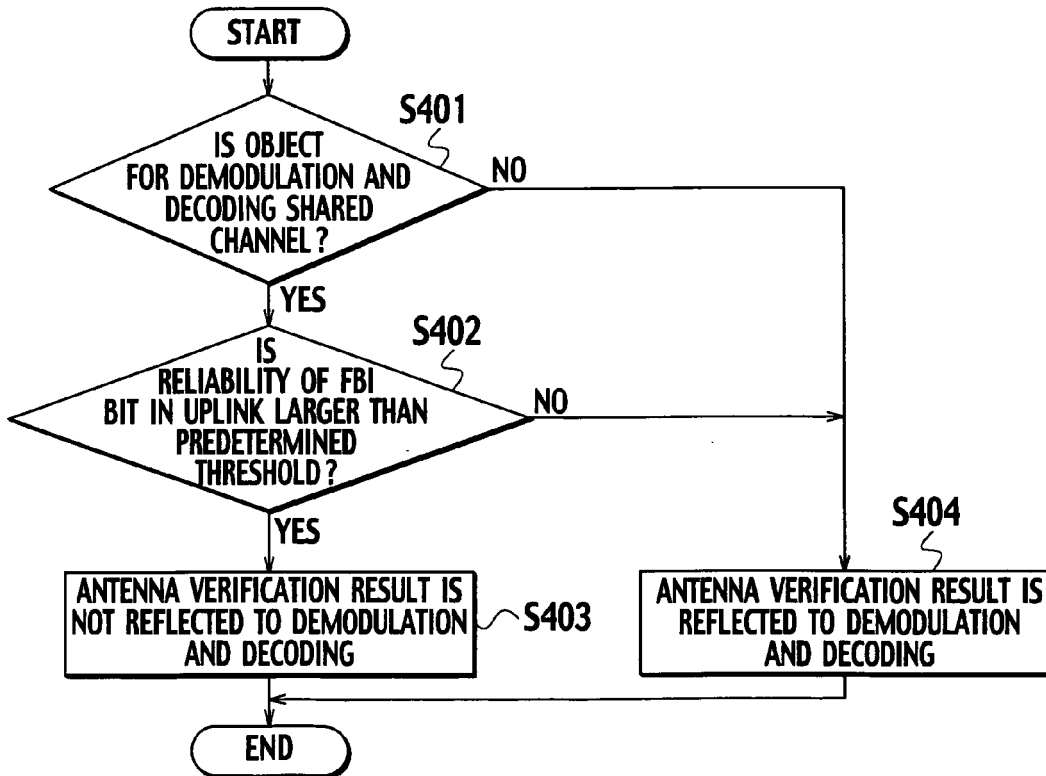 START
S401
IS OBJECT
FOR DEMODULATION AND
DECODING SHARED
CHANNEL?
NO
YES
S402
IS
RELIABILITY OF FBI
BIT IN UPLINK LARGER THAN
PREDETERMINED
THRESHOLD?
NO
YES
ANTENNA VERIFICATION RESULT IS
NOT REFLECTED TO DEMODULATION
AND DECODING
S403
S404
ANTENNA VERIFICATION RESULT IS
REFLECTED TO DEMODULATION
AND DECODING
END